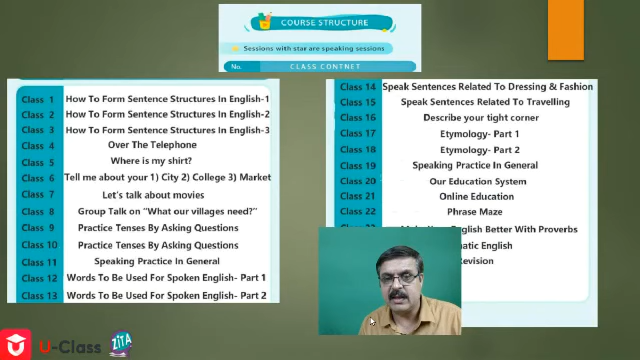 COURSE STRUCTURE
Sessions with star are speaking sessions
No. CLASS CONTNET
Class 1 How To Form Sentence Structures In English-1
Class 2 How To Form Sentence Structures In English-2
Class 3 How To Form Sentence Structures In English-3
Class 4 Over The Telephone
Class 5 Where is my shirt?
Class 6 Tell me about your 1) City 2) College 3) Market
Class 7 Let's talk about movies
Class 8 Group Talk on "What our villages need?"
Class 9 Practice Tenses By Asking Questions
Class 10 Practice Tenses By Asking Questions
Class 11 Speaking Practice In General
Class 12 Words To Be Used For Spoken English- Part 1
Class 13 Words To Be Used For Spoken English- Part 2
Class 14 Speak Sentences Related To Dressing & Fashion
Class 15 Speak Sentences Related To Travelling
Class 16 Describe your tight corner
Class 17 Etymology- Part 1
Class 18 Etymology- Part 2
Class 19 Speaking Practice In General
Class 20 Our Education System
Class 21 Online Education
Class 22 Phrase Maze
English Better With Proverbs
English
U-Class ZiTA